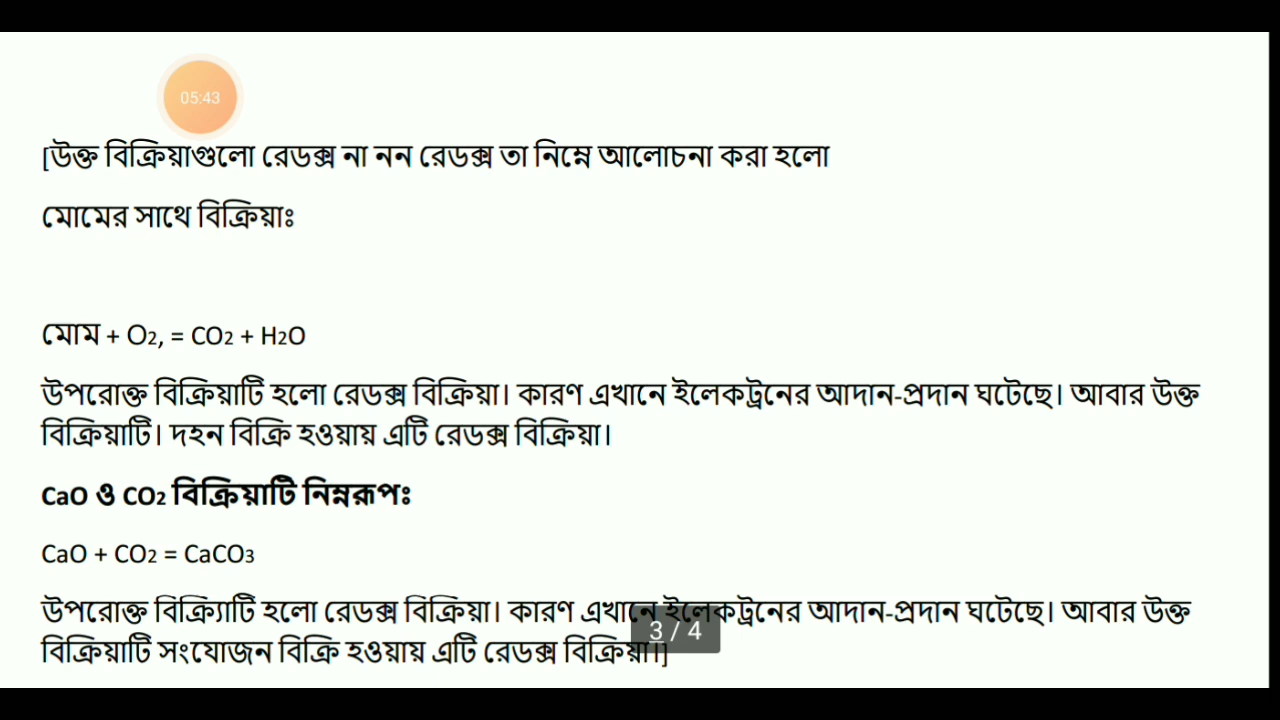 05:43
[উক্ত বিক্রিয়াগুলো রেডক্স না নন রেডক্স তা নিম্নে আলোচনা করা হলো
মোমের সাথে বিক্রিয়াঃ
মোম + O₂, = CO₂ + H₂O
উপরোক্ত বিক্রিয়াটি হলো রেডক্স বিক্রিয়া। কারণ এখানে ইলেকট্রনের আদান-প্রদান ঘটেছে। আবার উক্ত
বিক্রিয়াটি। দহন বিক্রি হওয়ায় এটি রেডক্স বিক্রিয়া।
CaO ও CO₂ বিক্রিয়াটি নিম্নরূপঃ
CaO + CO₂ = CaCO₃
উপরোক্ত বিক্র্যিাটি হলো রেডক্স বিক্রিয়া। কারণ এখানে ইলেকট্রনের আদান-প্রদান ঘটেছে। আবার উক্ত
বিক্রিয়াটি সংযোজন বিক্রি হওয়ায় এটি রেডক্স বিক্রিয়া।]
3 / 4